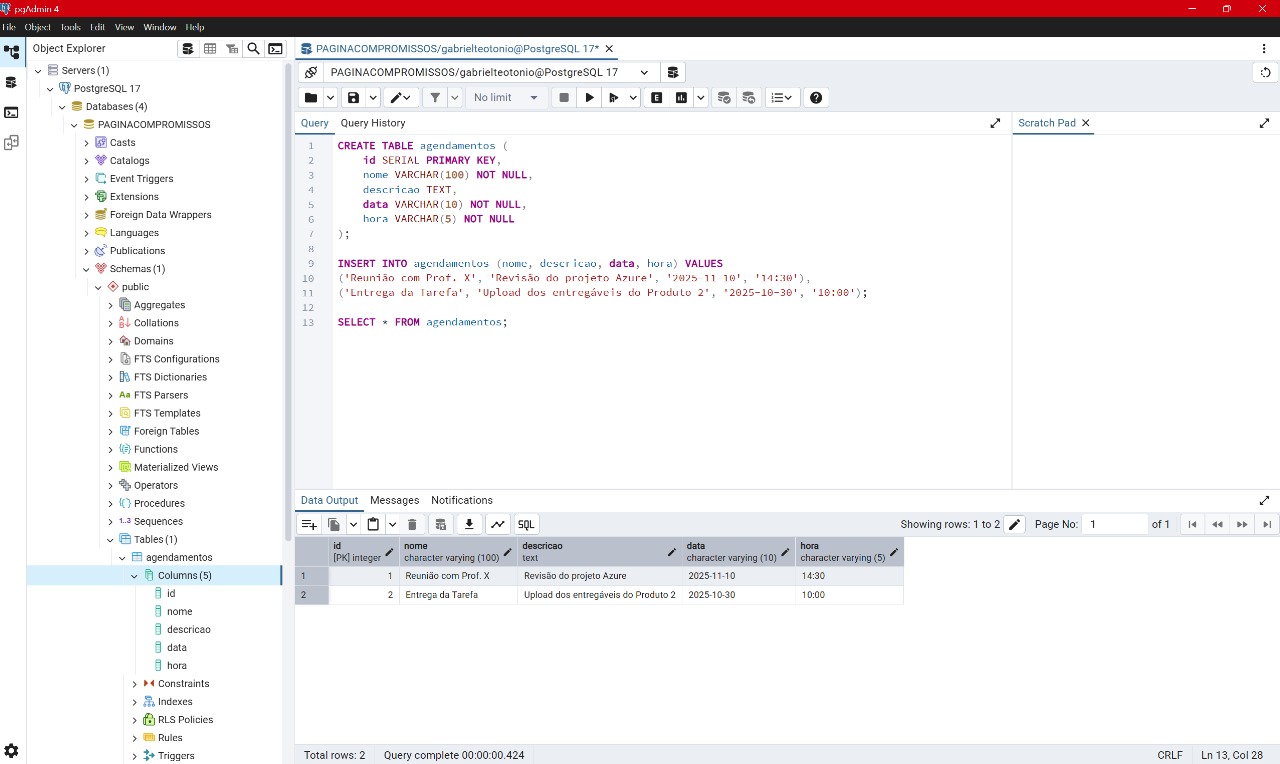 pgAdmin 4
File Object Tools Edit View Window Help
Object Explorer
PAGINACOMPROMISSOS/gabrielteotonio@PostgreSQL 17*
Servers (1)
PostgreSQL 17
Databases (4)
PAGINACOMPROMISSOS
Casts
Catalogs
Event Triggers
Extensions
Foreign Data Wrappers
Languages
Publications
Schemas (1)
public
Aggregates
Collations
Domains
FTS Configurations
FTS Dictionaries
FTS Parsers
FTS Templates
Foreign Tables
Functions
Materialized Views
Operators
Procedures
1..3 Sequences
Tables (1)
agendamentos
Columns (5)
id
nome
descricao
data
hora
Constraints
Indexes
RLS Policies
Rules
Triggers
PAGINACOMPROMISSOS/gabrielteotonio@PostgreSQL 17
No limit
Query Query History
Scratch Pad
1 CREATE TABLE agendamentos (
2 id SERIAL PRIMARY KEY,
3 nome VARCHAR(100) NOT NULL,
4 descricao TEXT,
5 data VARCHAR(10) NOT NULL,
6 hora VARCHAR(5) NOT NULL
7 );
8
9 INSERT INTO agendamentos (nome, descricao, data, hora) VALUES
10 ('Reunião com Prof. X', 'Revisão do projeto Azure', '2025-11-10', '14:30'),
11 ('Entrega da Tarefa', 'Upload dos entregáveis do Produto 2', '2025-10-30', '10:00');
12
13 SELECT * FROM agendamentos;
Data Output Messages Notifications
SQL
Showing rows: 1 to 2
Page No: 1 of 1
id [PK] integer
nome character varying (100)
descricao text
data character varying (10)
hora character varying (5)
1 1 Reunião com Prof. X Revisão do projeto Azure 2025-11-10 14:30
2 2 Entrega da Tarefa Upload dos entregáveis do Produto 2 2025-10-30 10:00
Total rows: 2 Query complete 00:00:00.424
CRLF Ln 13, Col 28